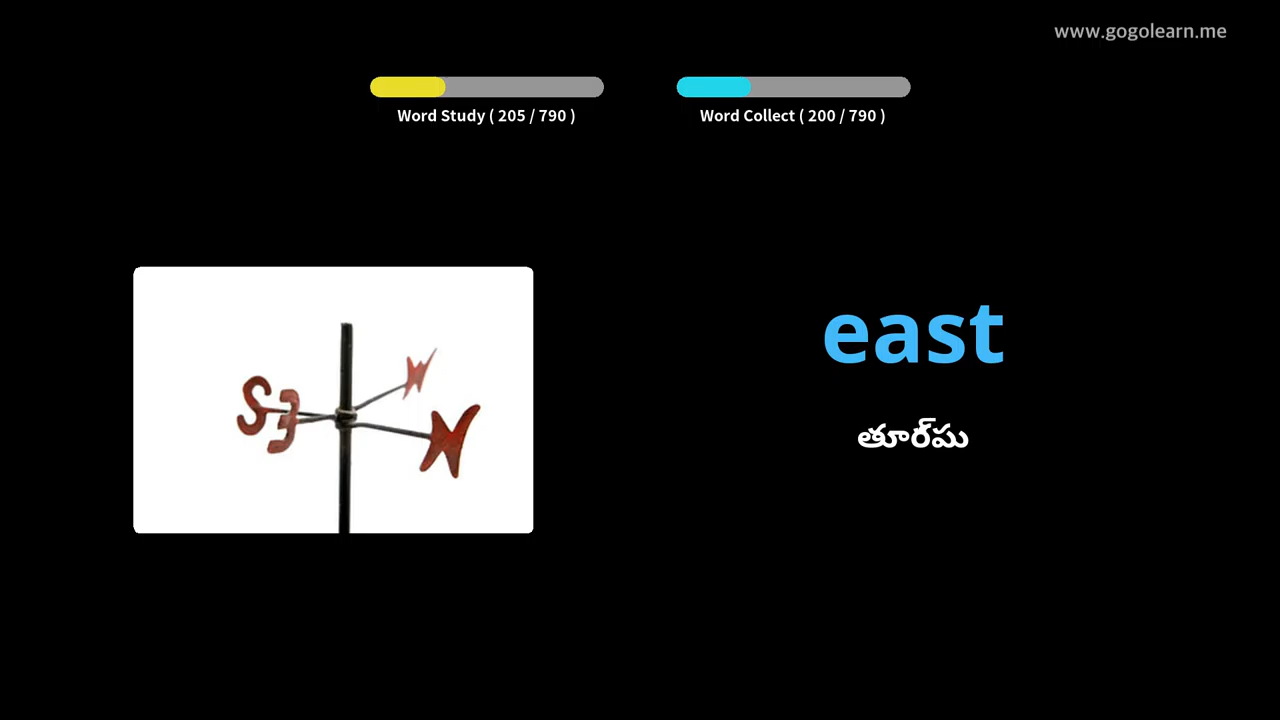 www.gogolearn.me
Word Study ( 205 / 790 )
Word Collect ( 200 / 790 )
east
తూర్‌పు
S E N N